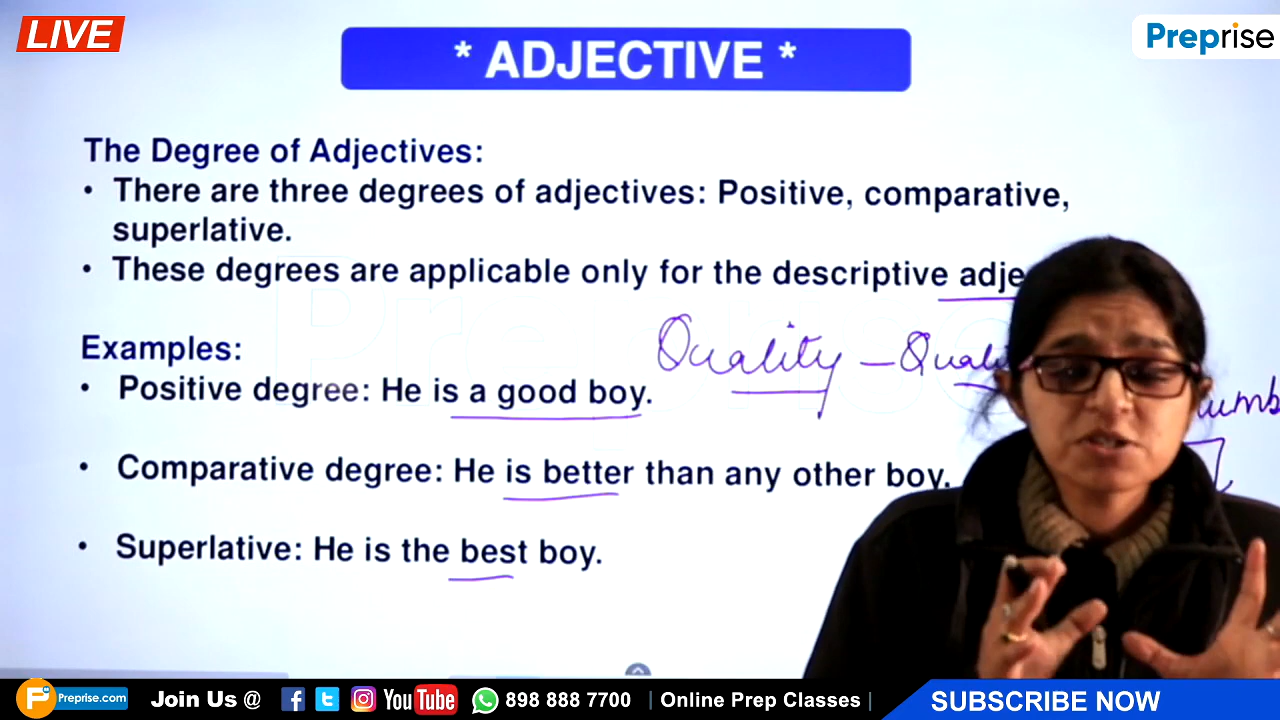 LIVE
Preprise
* ADJECTIVE *
The Degree of Adjectives:
• There are three degrees of adjectives: Positive, comparative,
superlative.
• These degrees are applicable only for the descriptive adje
Quality – Quali
Examples:
• Positive degree: He is a good boy.
umb
• Comparative degree: He is better than any other boy.
• Superlative: He is the best boy.
Preprise.com Join Us @ YouTube 898 888 7700 | Online Prep Classes | SUBSCRIBE NOW